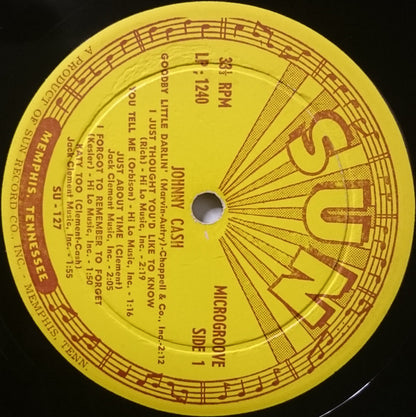 SUN
33⅓ RPM MICROGROOVE
LP ; 1240 SIDE 1
JOHNNY CASH
GOODBY LITTLE DARLIN' (Marvin-Autry)-Chappell & Co., Inc.-2:12
I JUST THOUGHT YOU'D LIKE TO KNOW
(Rich) - Hi Lo Music, Inc. - 2:19
YOU TELL ME (Orbison) - Hi Lo Music, Inc. - 1:16
JUST ABOUT TIME (Clement)
Jack Clement Music, Inc. - 2:05
I FORGOT TO REMEMBER TO FORGET
(Kesler) - Hi Lo Music, Inc. - 1:50
KATY TOO (Clement-Cash)
Jack Clement Music, Inc. - 1:55
SU - 127
MEMPHIS, TENNESSEE
A PRODUCT OF SUN RECORD CO., INC. - MEMPHIS, TENN.